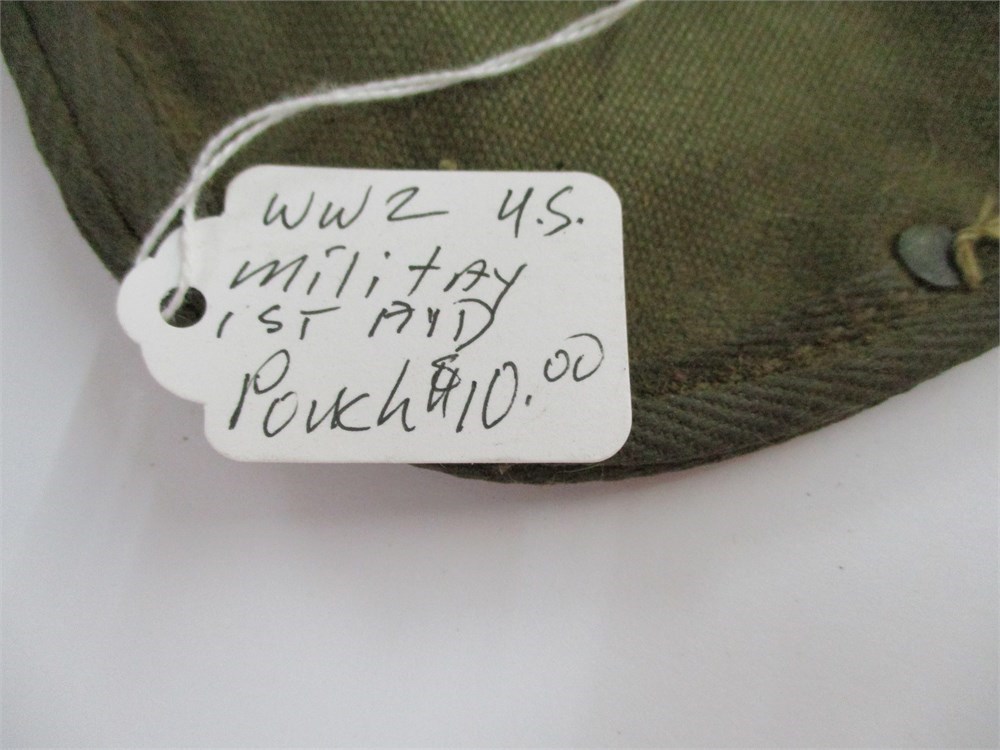 WW2 U.S.
militAy
1ST AyD
Pouch $10.00